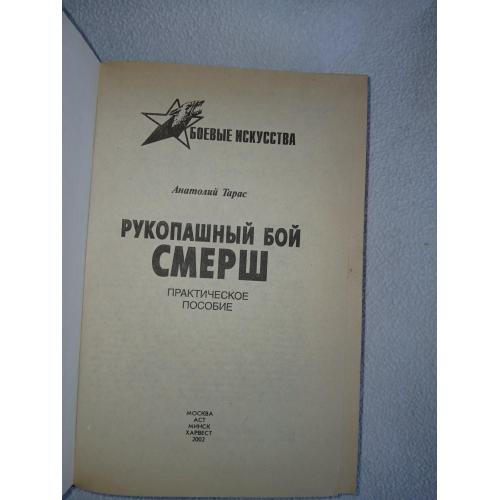 БОЕВЫЕ ИСКУССТВА
Анатолий Тарас
РУКОПАШНЫЙ БОЙ
СМЕРШ
ПРАКТИЧЕСКОЕ
ПОСОБИЕ
МОСКВА
АСТ
МИНСК
ХАРВЕСТ
2002